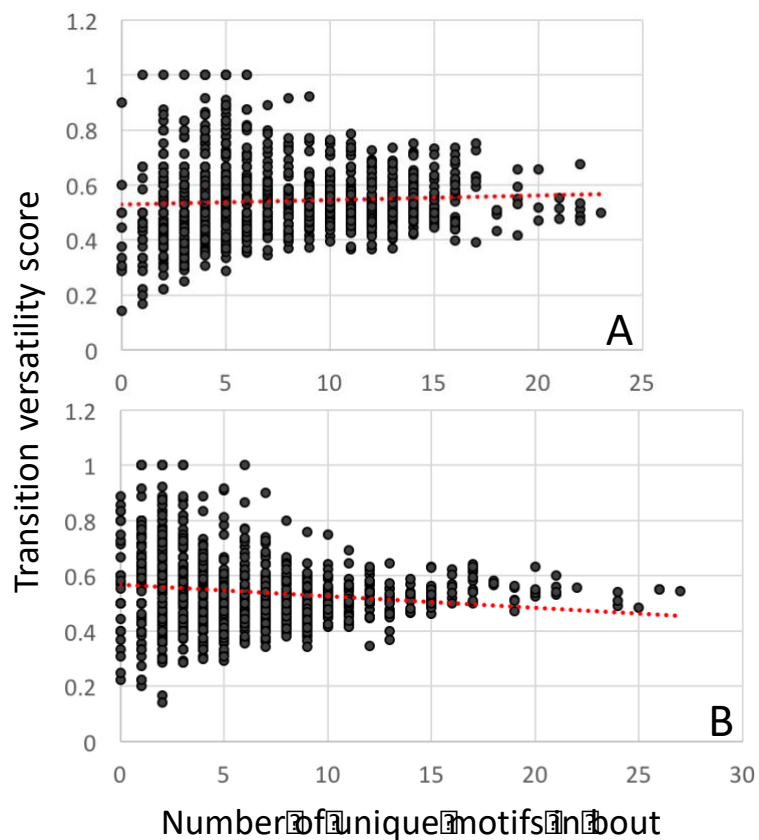 Transition versatility score
1.2
1
0.8
0.6
0.4
0.2
0
A
0 5 10 15 20 25
1.2
1
0.8
0.6
0.4
0.2
0
B
0 5 10 15 20 25 30
Number⍰of⍰unique⍰motifs⍰in⍰bout